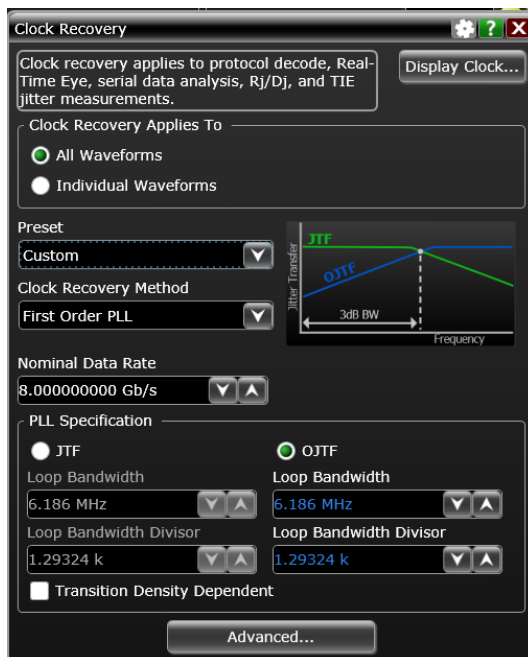 Clock Recovery
?
X
Clock recovery applies to protocol decode, Real-
Time Eye, serial data analysis, Rj/Dj, and TIE
jitter measurements.
Display Clock...
Clock Recovery Applies To
All Waveforms
Individual Waveforms
Preset
Custom
Clock Recovery Method
First Order PLL
Jitter Transfer
JTF
OJTF
3dB BW
Frequency
Nominal Data Rate
8.000000000 Gb/s
PLL Specification
JTF
OJTF
Loop Bandwidth
Loop Bandwidth
6.186 MHz
6.186 MHz
Loop Bandwidth Divisor
Loop Bandwidth Divisor
1.29324 k
1.29324 k
Transition Density Dependent
Advanced...